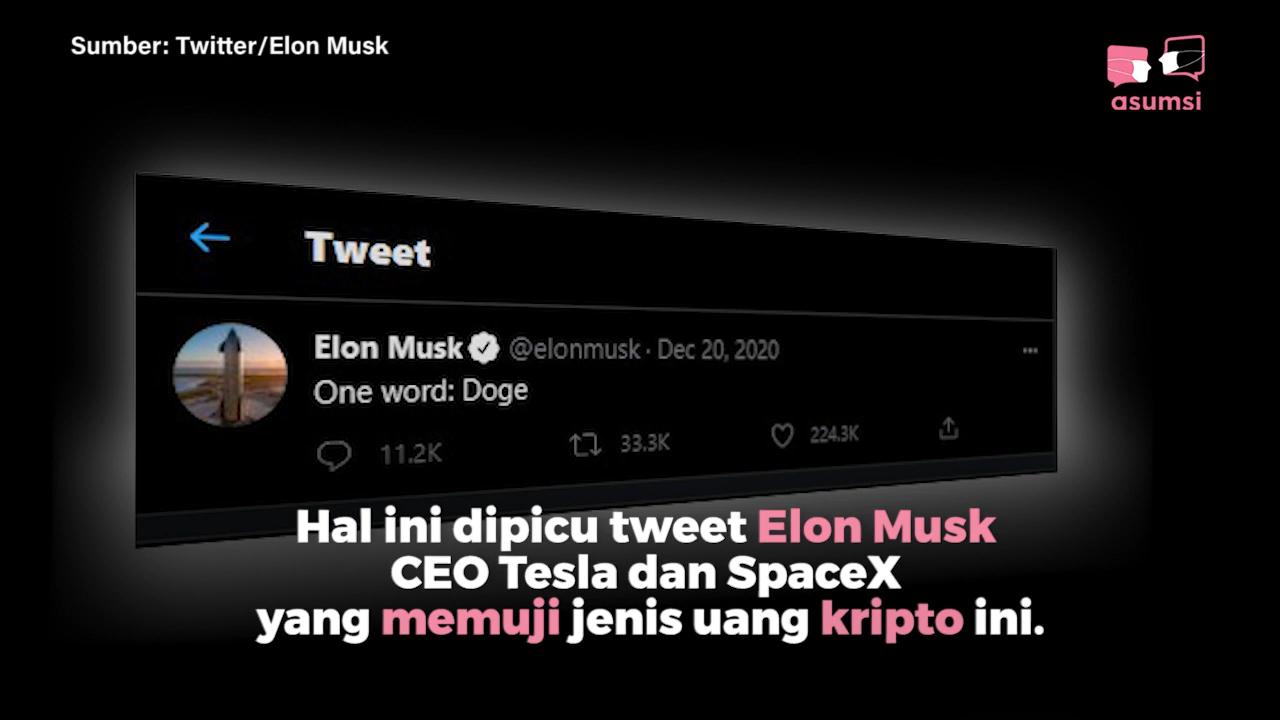 Sumber: Twitter/Elon Musk
asumsi
Tweet
Elon Musk @elonmusk · Dec 20, 2020
One word: Doge
11.2K 33.3K 224.3K
Hal ini dipicu tweet Elon Musk
CEO Tesla dan SpaceX
yang memuji jenis uang kripto ini.